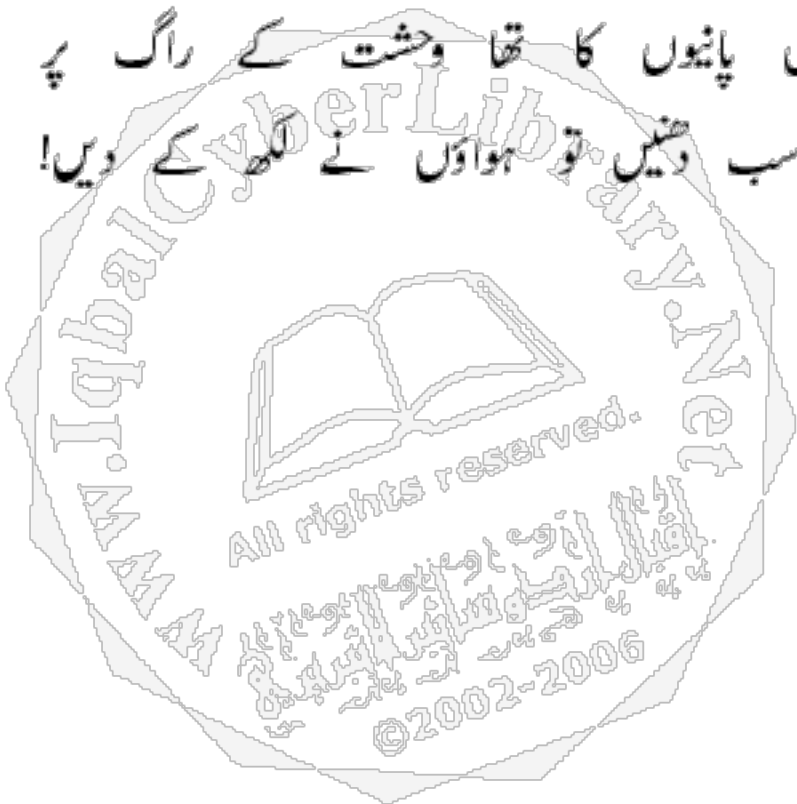 پانیوں کا تھا وحشت کے راگ پر
سب دھنیں تو ہواؤں نے لکھ کے دیں!
www.IqbalCyberLibrary.Net
All rights reserved.
©2002-2006